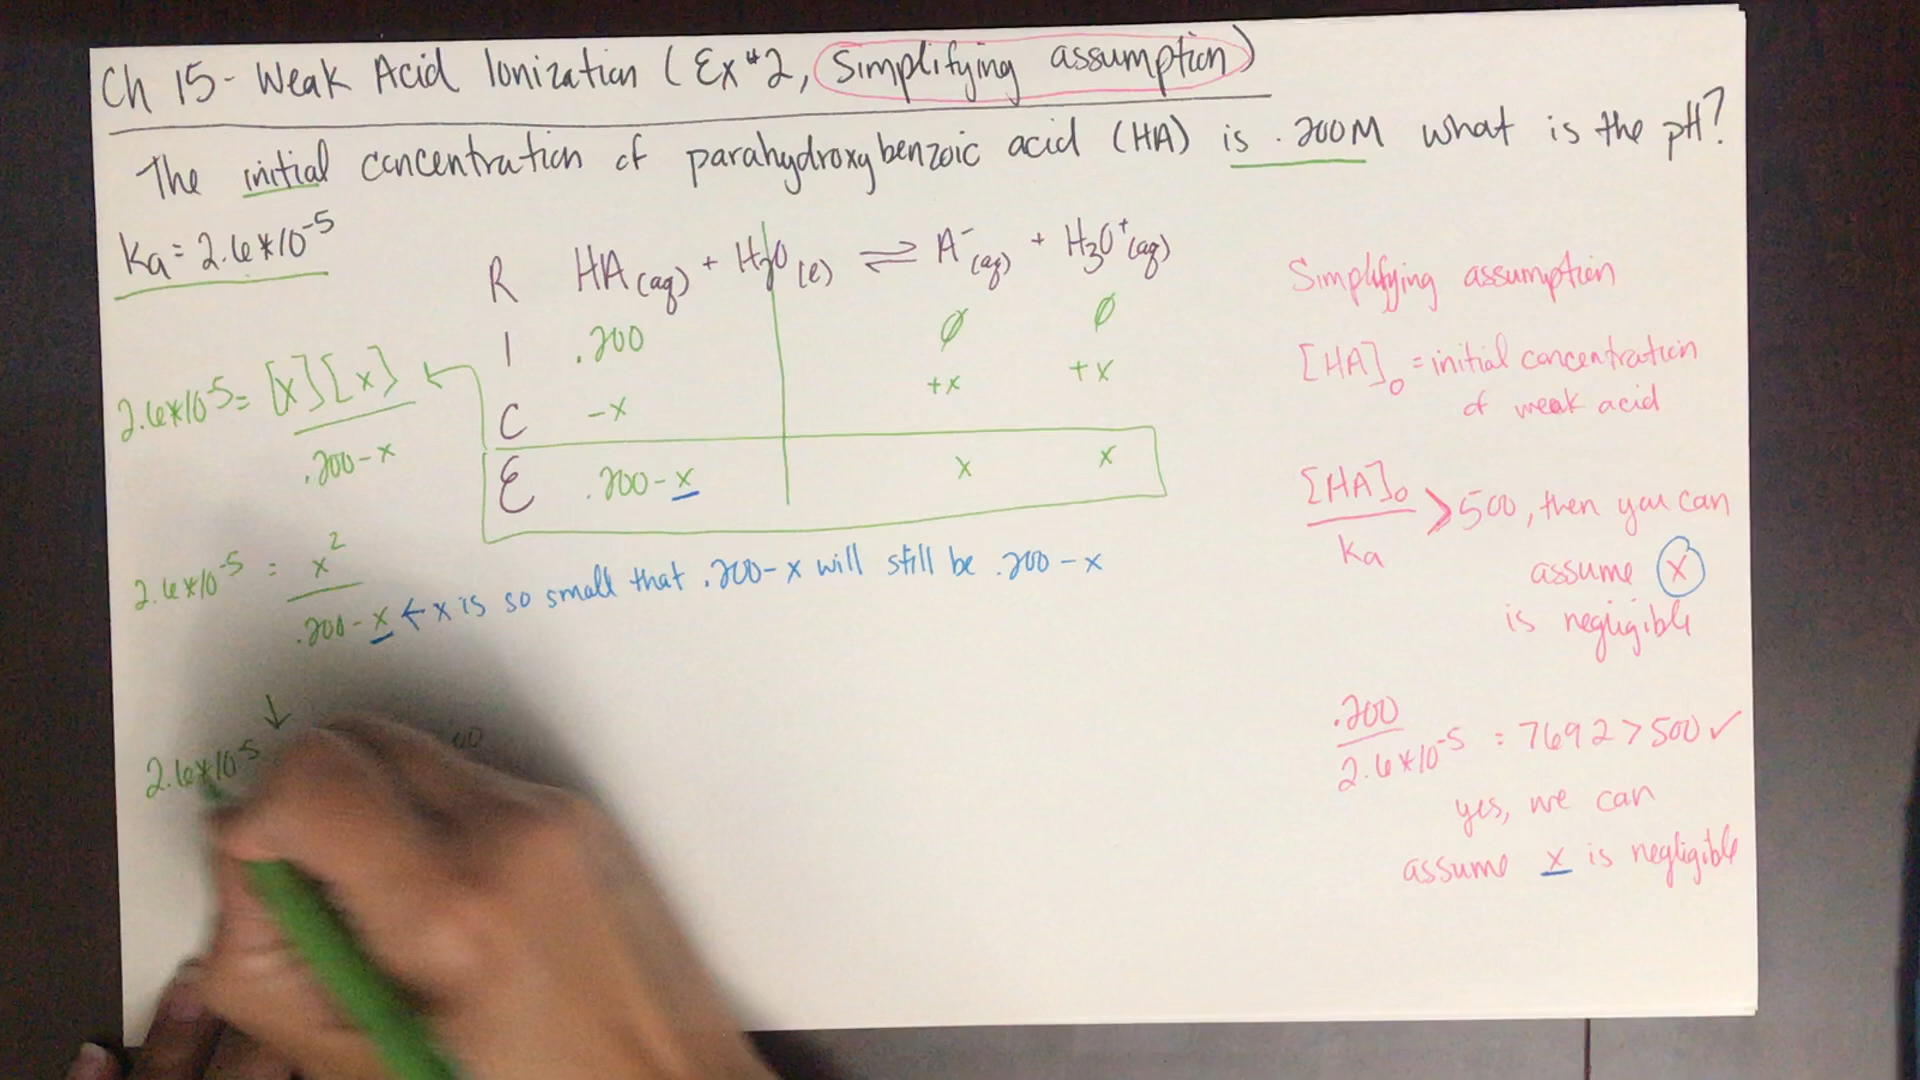 Ch 15- Weak Acid Ionization (Ex #2, Simplifying assumption)
The initial concentration of parahydroxybenzoic acid (HA) is .200M what is the pH?
Ka = 2.6*10⁻⁵
R HA(aq) + H₂O(l) ⇌ A⁻(aq) + H₃O⁺(aq)
I .200 ∅ ∅
C -x +x +x
E .200-x x x
2.6*10⁻⁵ = [x][x]
.200-x
2.6*10⁻⁵ = x²
.200-x ← x is so small that .200-x will still be .200-x
↓
2.6*10⁻⁵
Simplifying assumption
[HA]₀ = initial concentration
of weak acid
[HA]₀ > 500, then you can
Ka
assume x
is negligible
.200
2.6*10⁻⁵ = 7692 > 500 ✓
yes, we can
assume x is negligible